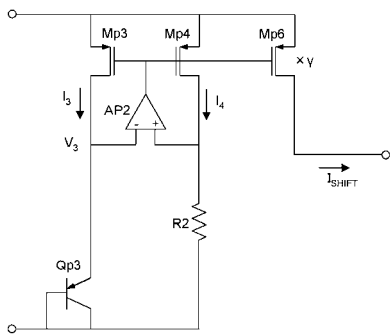 Mp3
Mp4
Mp6
× γ
I3
AP2
I4
V3
- +
ISHIFT
R2
Qp3